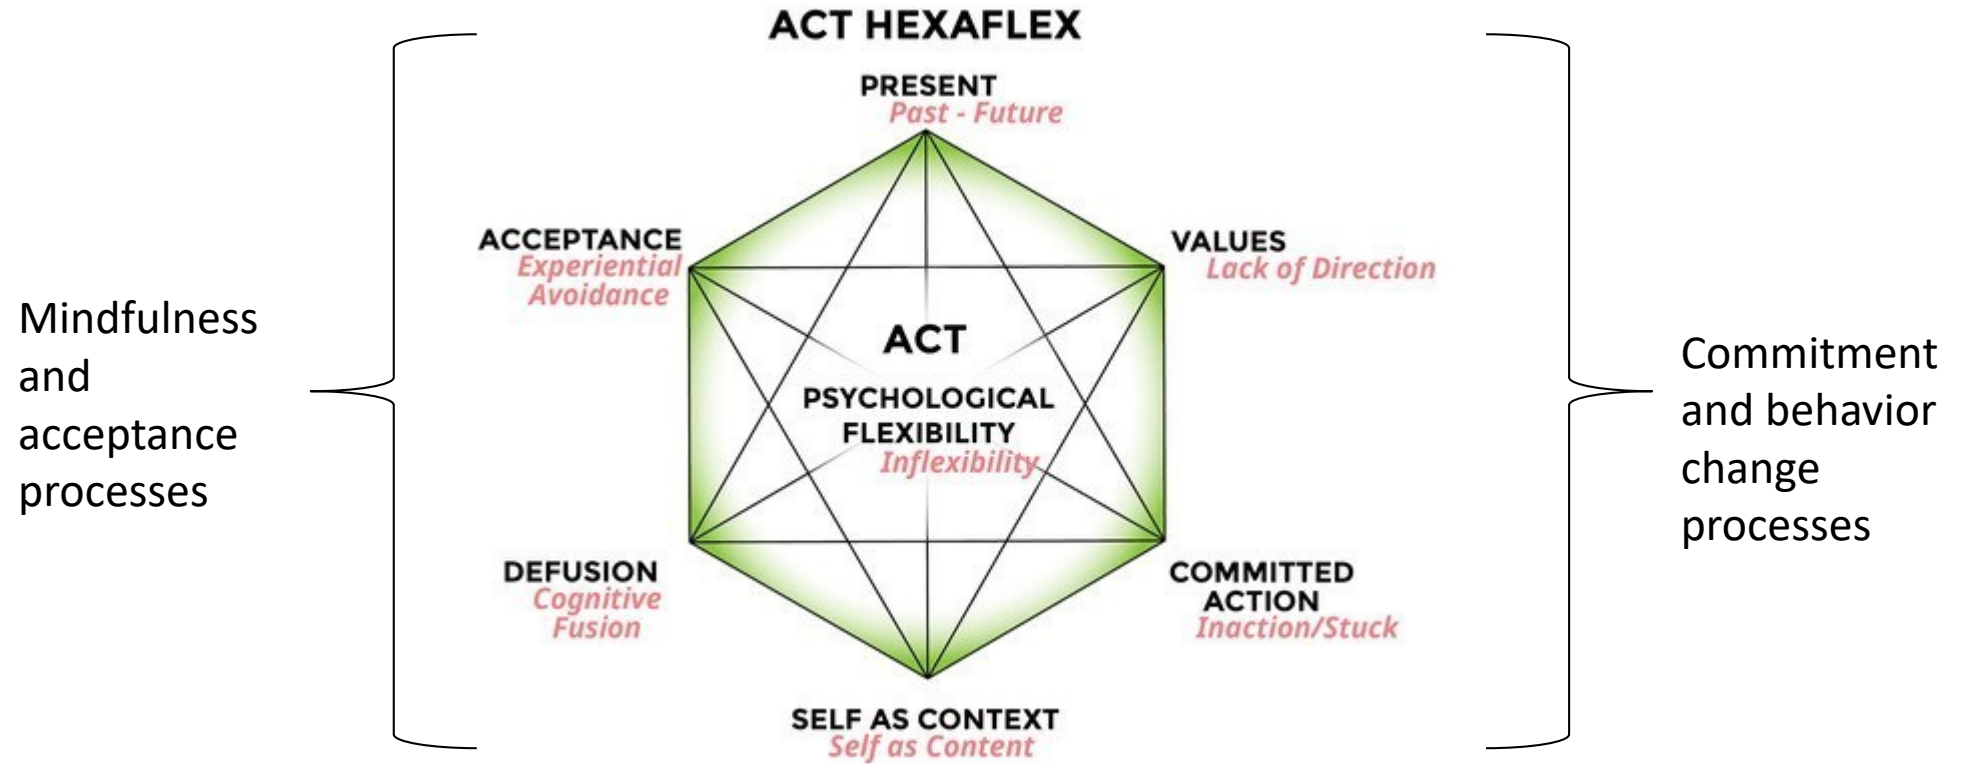 ACT HEXAFLEX
PRESENT
Past - Future
ACCEPTANCE
Experiential
Avoidance
VALUES
Lack of Direction
Mindfulness
and
acceptance
processes
ACT
PSYCHOLOGICAL
FLEXIBILITY
Inflexibility
Commitment
and behavior
change
processes
DEFUSION
Cognitive
Fusion
COMMITTED
ACTION
Inaction/Stuck
SELF AS CONTEXT
Self as Content